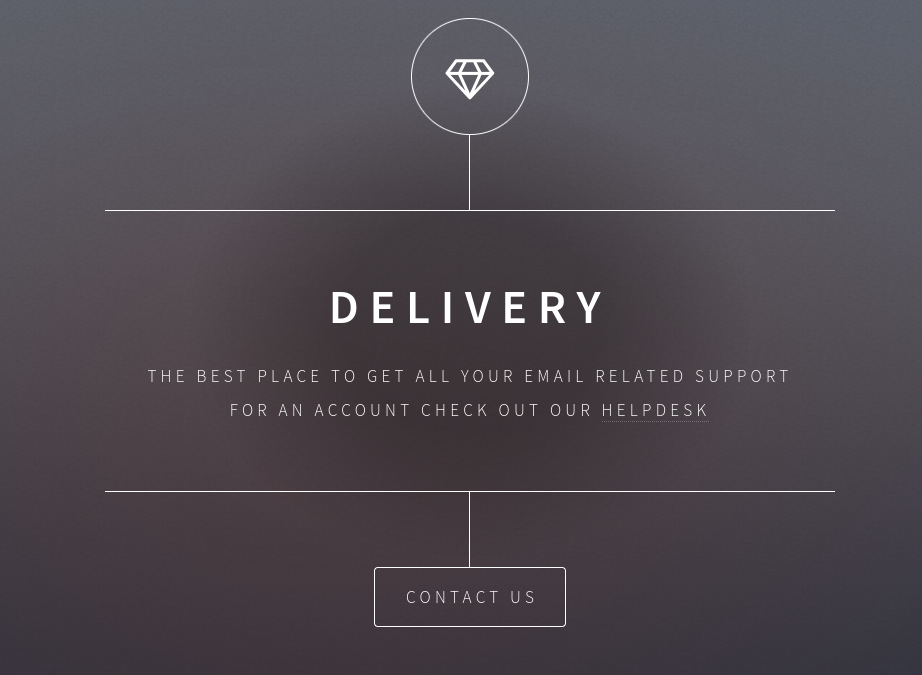 DELIVERY
THE BEST PLACE TO GET ALL YOUR EMAIL RELATED SUPPORT
FOR AN ACCOUNT CHECK OUT OUR HELPDESK
CONTACT US